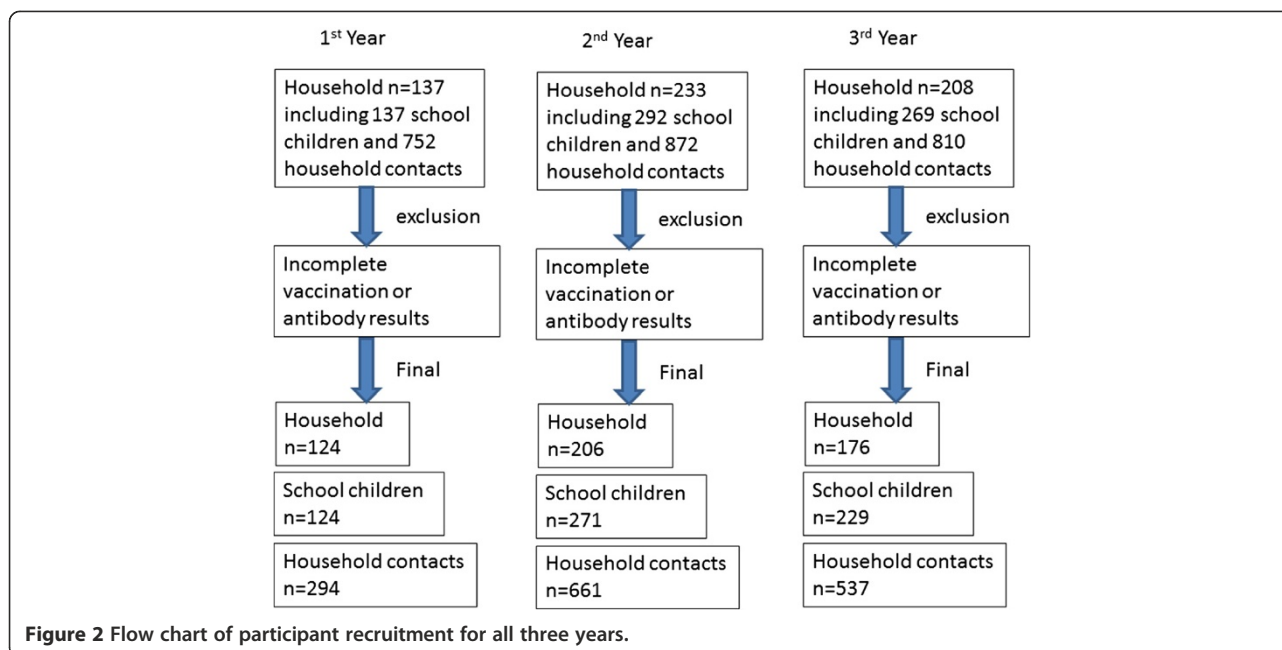 1st Year
Household n=137
including 137 school
children and 752
household contacts
exclusion
Incomplete
vaccination or
antibody results
Final
Household
n=124
School children
n=124
Household contacts
n=294
2nd Year
Household n=233
including 292 school
children and 872
household contacts
exclusion
Incomplete
vaccination or
antibody results
Final
Household
n=206
School children
n=271
Household contacts
n=661
3rd Year
Household n=208
including 269 school
children and 810
household contacts
exclusion
Incomplete
vaccination or
antibody results
Final
Household
n=176
School children
n=229
Household contacts
n=537
Figure 2 Flow chart of participant recruitment for all three years.